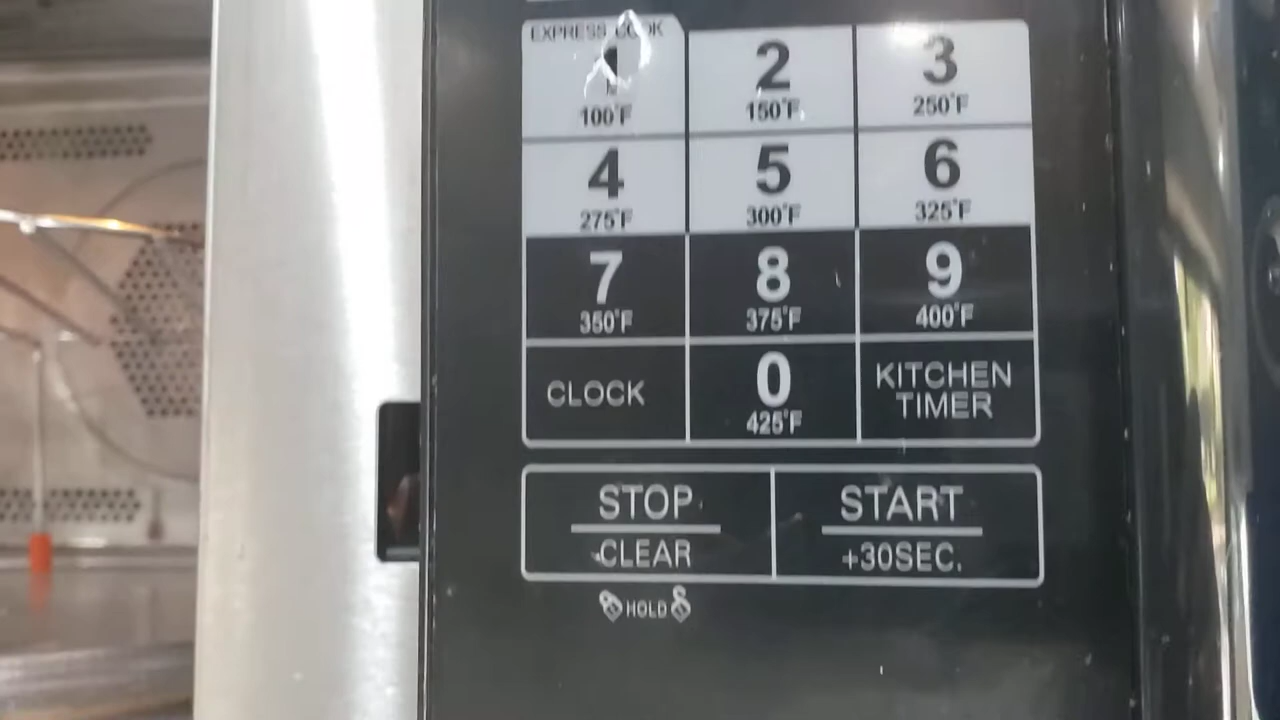 EXPRESS COOK
1 2 3
100°F 150°F 250°F
4 5 6
275°F 300°F 325°F
7 8 9
350°F 375°F 400°F
CLOCK 0 KITCHEN TIMER
425°F
STOP START
CLEAR +30SEC.
HOLD